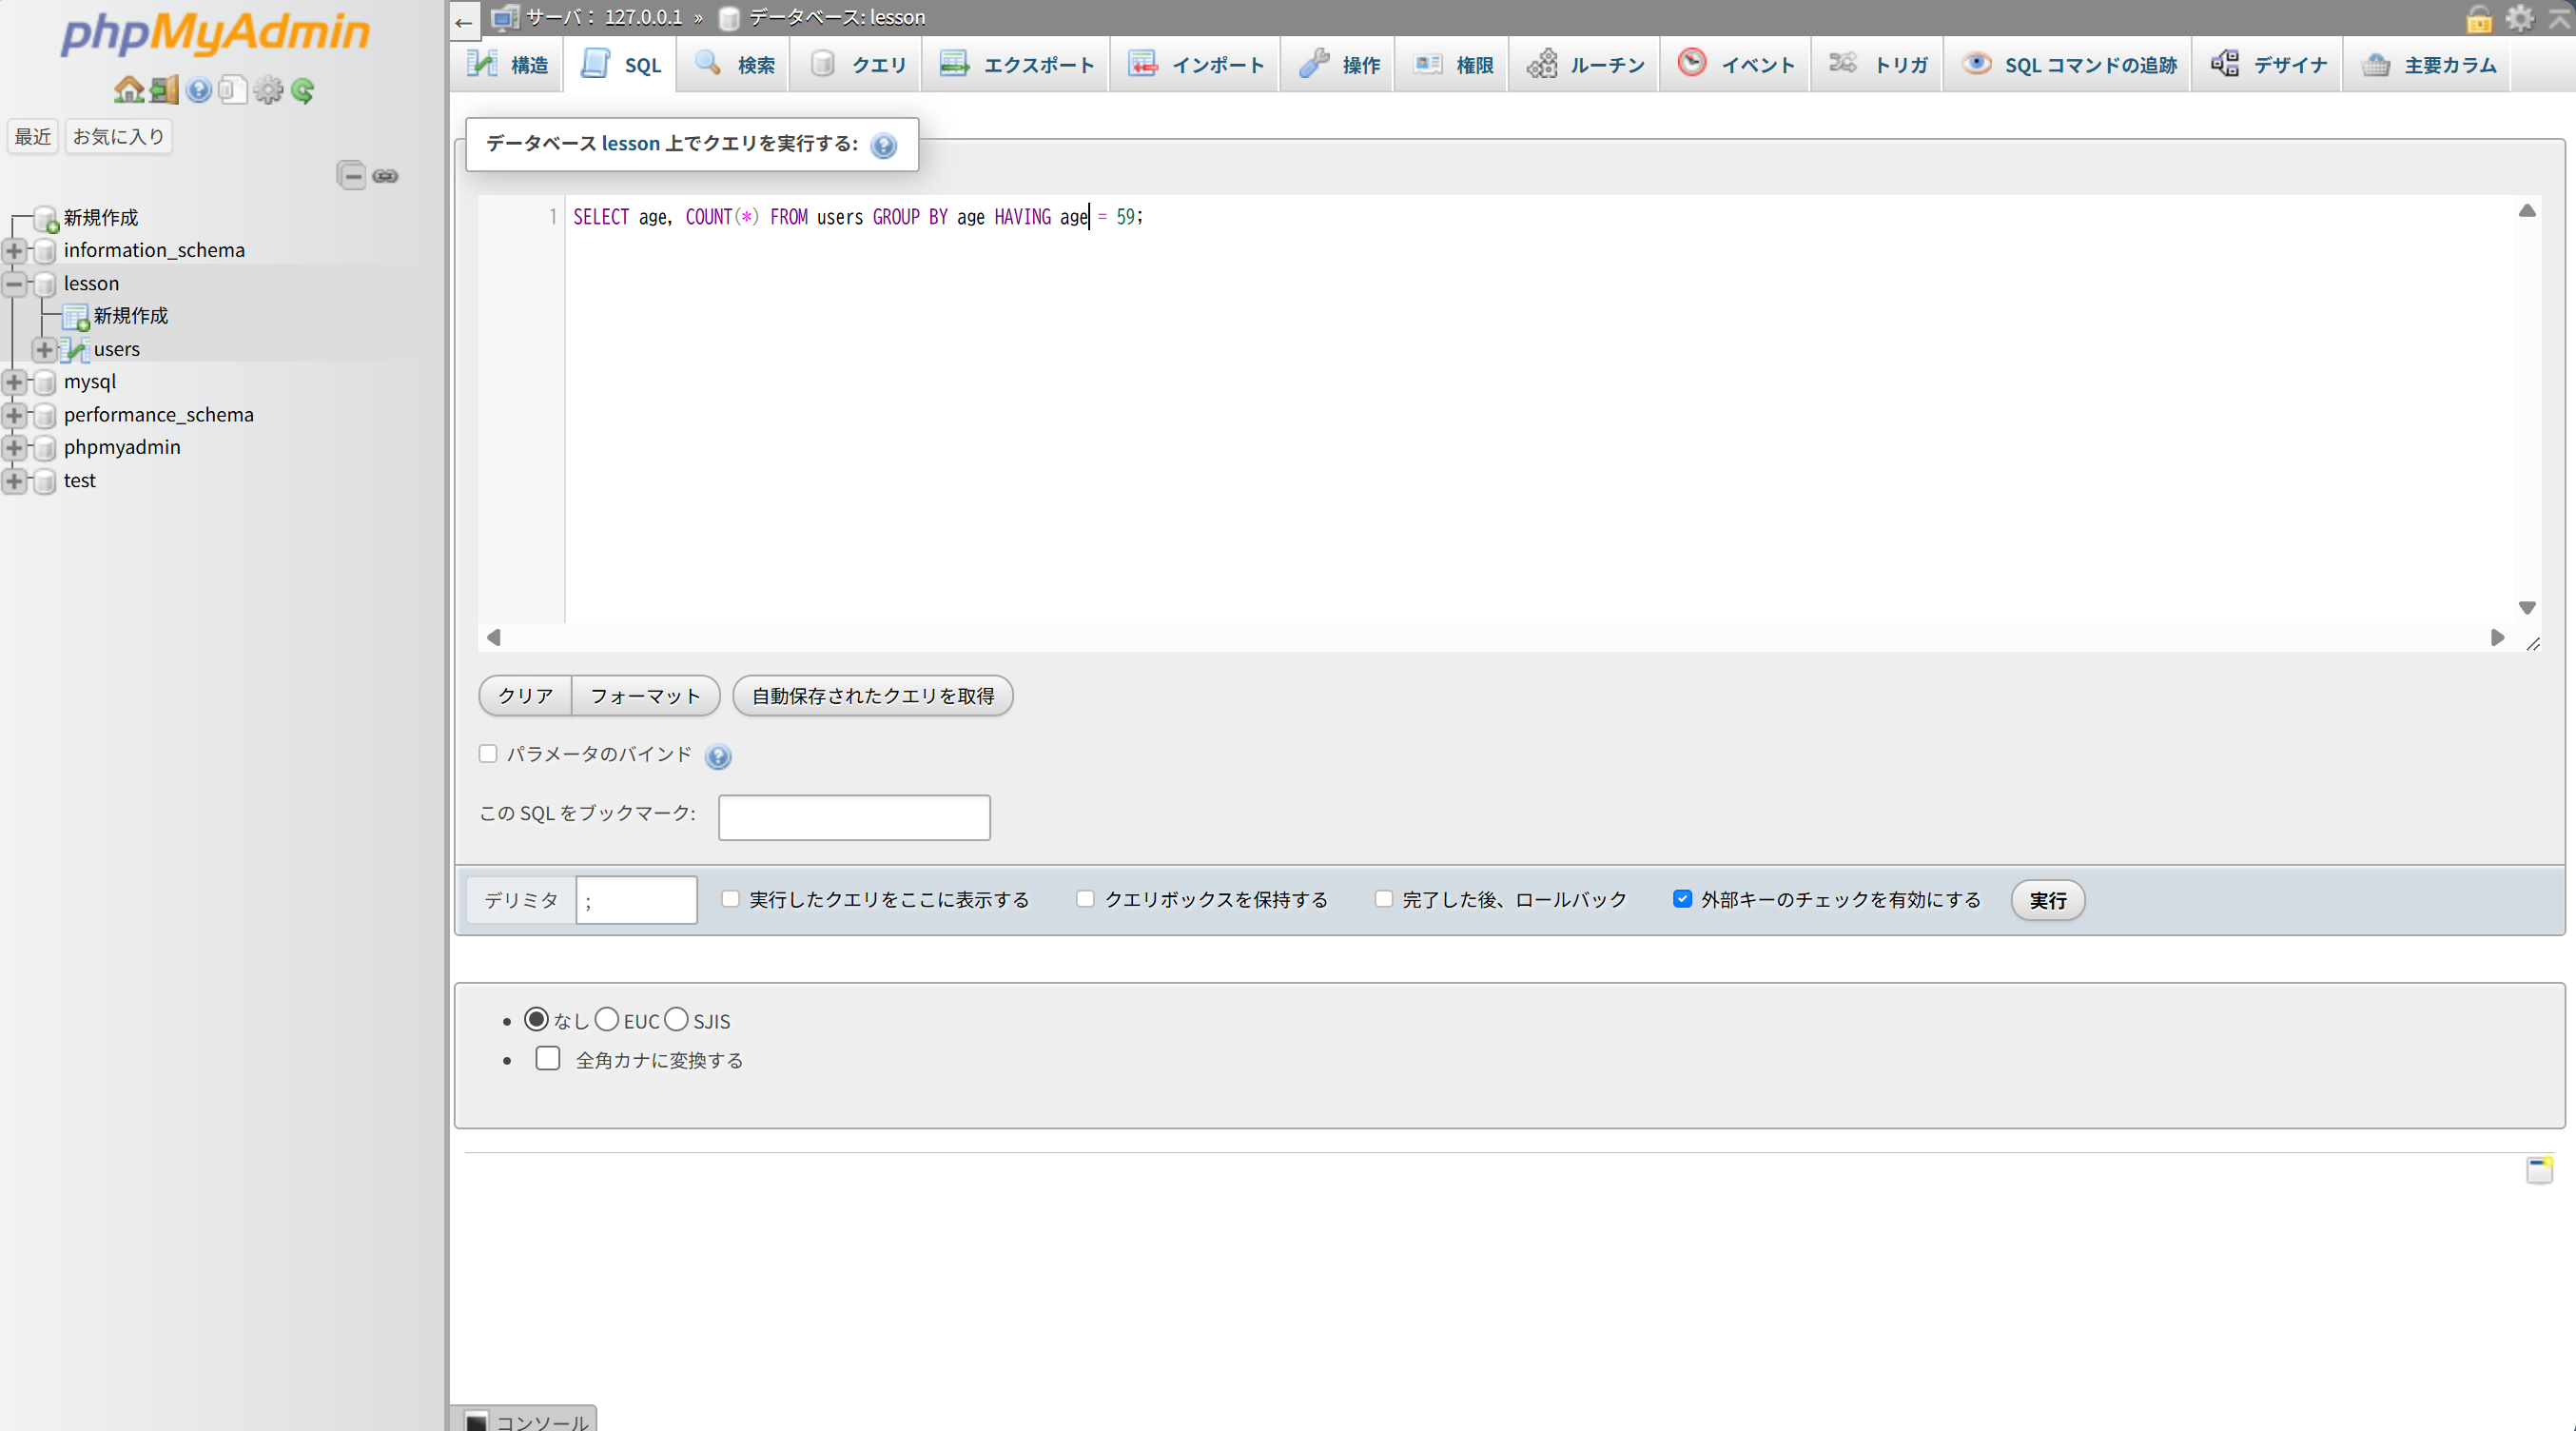 phpMyAdmin
最近 お気に入り
新規作成
information_schema
lesson
新規作成
users
mysql
performance_schema
phpmyadmin
test
← サーバ： 127.0.0.1 » データベース: lesson
構造 SQL 検索 クエリ エクスポート インポート 操作 権限 ルーチン イベント トリガ SQL コマンドの追跡 デザイナ 主要カラム
データベース lesson 上でクエリを実行する:
1 SELECT age, COUNT(*) FROM users GROUP BY age HAVING age = 59;
クリア フォーマット 自動保存されたクエリを取得
パラメータのバインド
この SQL をブックマーク:
デリミタ ; 実行したクエリをここに表示する クエリボックスを保持する 完了した後、ロールバック 外部キーのチェックを有効にする 実行
なし EUC SJIS
全角カナに変換する
コンソール